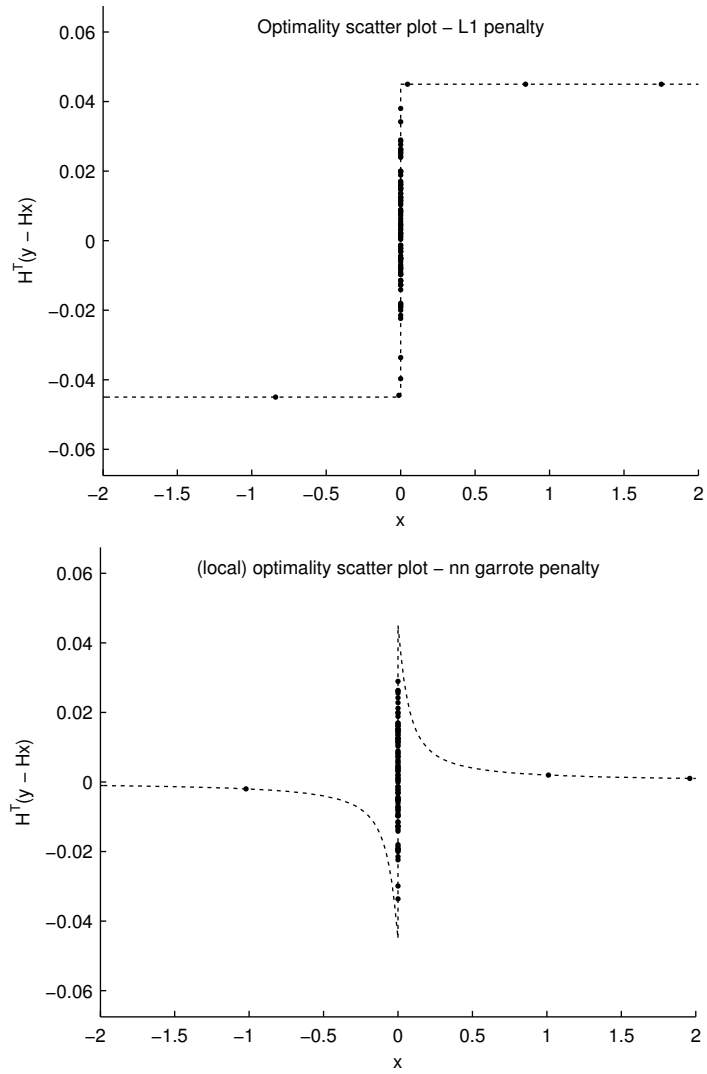 Optimality scatter plot – L1 penalty
0.06
0.04
0.02
0
−0.02
−0.04
−0.06
H^T(y − Hx)
−2 −1.5 −1 −0.5 0 0.5 1 1.5 2
x
(local) optimality scatter plot – nn garrote penalty
0.06
0.04
0.02
0
−0.02
−0.04
−0.06
H^T(y − Hx)
−2 −1.5 −1 −0.5 0 0.5 1 1.5 2
x